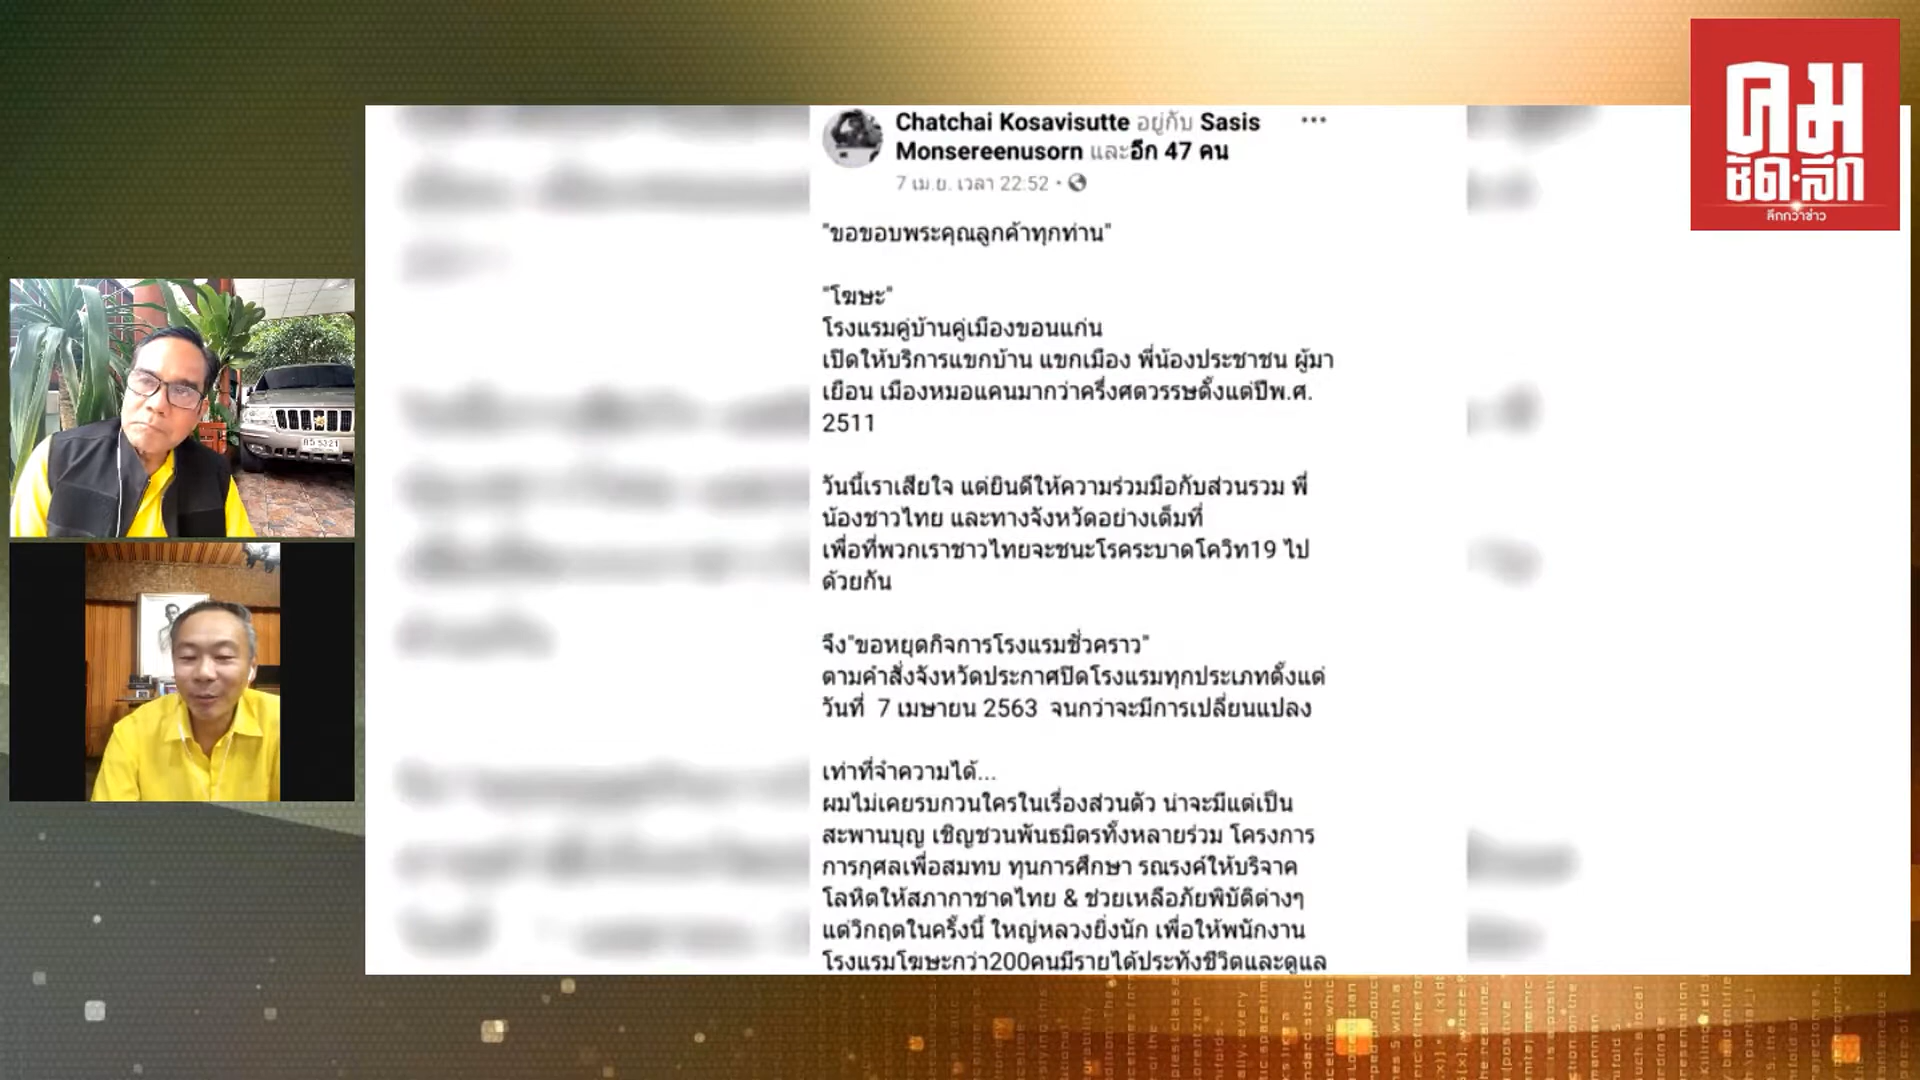 คม
ชัด·ลึก
ลึกกว่าข่าว
Chatchai Kosavisutte อยู่กับ Sasis
Monsereenusorn และอีก 47 คน
7 เม.ย. เวลา 22:52
"ขอขอบพระคุณลูกค้าทุกท่าน"
"โฆษะ"
โรงแรมคู่บ้านคู่เมืองขอนแก่น
เปิดให้บริการแขกบ้าน แขกเมือง พี่น้องประชาชน ผู้มา
เยือน เมืองหมอแคนมากว่าครึ่งศตวรรษตั้งแต่ปีพ.ศ.
2511
วันนี้เราเสียใจ แต่ยินดีให้ความร่วมมือกับส่วนรวม พี่
น้องชาวไทย และทางจังหวัดอย่างเต็มที่
เพื่อที่พวกเราชาวไทยจะชนะโรคระบาดโควิท19 ไป
ด้วยกัน
จึง"ขอหยุดกิจการโรงแรมชั่วคราว"
ตามคำสั่งจังหวัดประกาศปิดโรงแรมทุกประเภทตั้งแต่
วันที่ 7 เมษายน 2563 จนกว่าจะมีการเปลี่ยนแปลง
เท่าที่จำความได้...
ผมไม่เคยรบกวนใครในเรื่องส่วนตัว น่าจะมีแต่เป็น
สะพานบุญ เชิญชวนพันธมิตรทั้งหลายร่วม โครงการ
การกุศลเพื่อสมทบ ทุนการศึกษา รณรงค์ให้บริจาค
โลหิตให้สภากาชาดไทย & ช่วยเหลือภัยพิบัติต่างๆ
แต่วิกฤตในครั้งนี้ ใหญ่หลวงยิ่งนัก เพื่อให้พนักงาน
โรงแรมโฆษะกว่า200คนมีรายได้ประทังชีวิตและดูแล